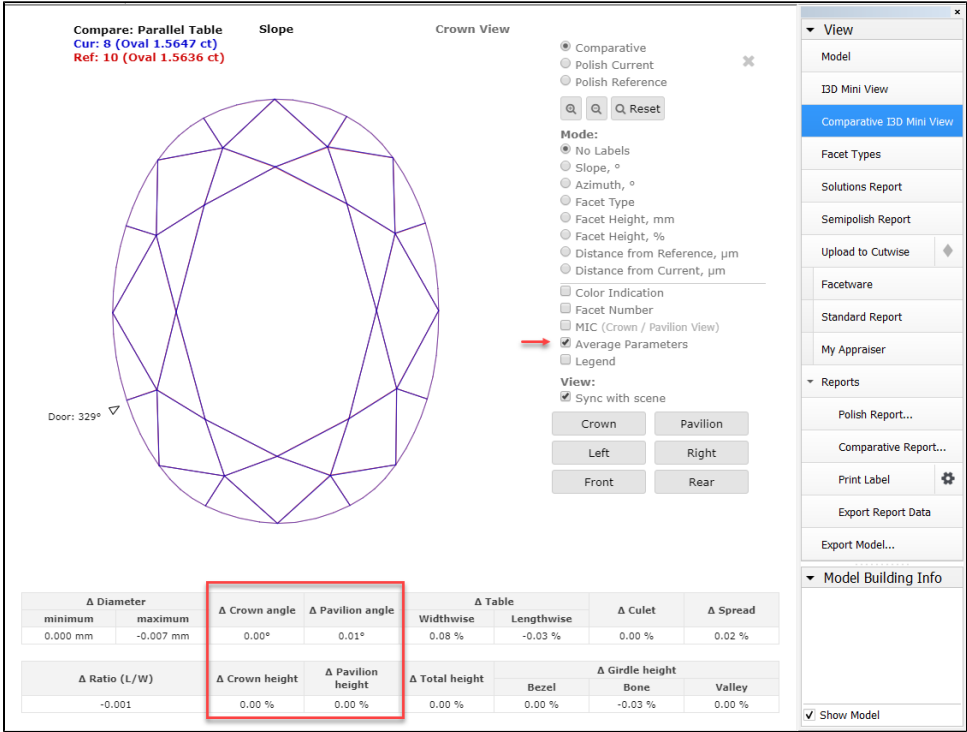 Compare: Parallel Table
Slope
Crown View
Cur: 8 (Oval 1.5647 ct)
Ref: 10 (Oval 1.5636 ct)
Door: 329°
Comparative
Polish Current
Polish Reference
Reset
Mode:
No Labels
Slope, °
Azimuth, °
Facet Type
Facet Height, mm
Facet Height, %
Distance from Reference, µm
Distance from Current, µm
Color Indication
Facet Number
MIC (Crown / Pavilion View)
Average Parameters
Legend
View:
Sync with scene
Crown Pavilion
Left Right
Front Rear
Δ Diameter Δ Crown angle Δ Pavilion angle Δ Table Δ Culet Δ Spread
minimum maximum Widthwise Lengthwise
0.000 mm -0.007 mm 0.00° 0.01° 0.08 % -0.03 % 0.00 % 0.02 %
Δ Ratio (L/W) Δ Crown height Δ Pavilion height Δ Total height Δ Girdle height
Bezel Bone Valley
-0.001 0.00 % 0.00 % 0.00 % 0.00 % -0.03 % 0.00 %
View
Model
I3D Mini View
Comparative I3D Mini View
Facet Types
Solutions Report
Semipolish Report
Upload to Cutwise
Facetware
Standard Report
My Appraiser
Reports
Polish Report...
Comparative Report...
Print Label
Export Report Data
Export Model...
Model Building Info
Show Model